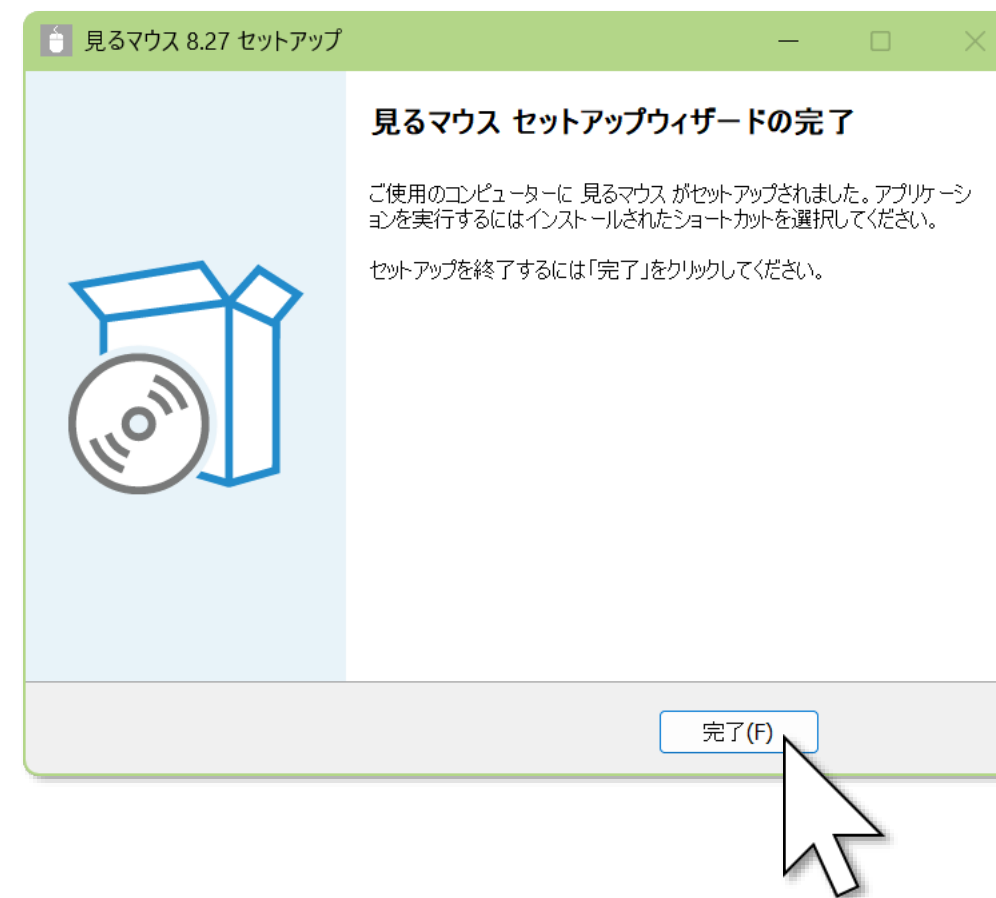 見るマウス 8.27 セットアップ
見るマウス セットアップウィザードの完了
ご使用のコンピューターに 見るマウス がセットアップされました。アプリケーシ
ョンを実行するにはインストールされたショートカットを選択してください。
セットアップを終了するには「完了」をクリックしてください。
完了(F)